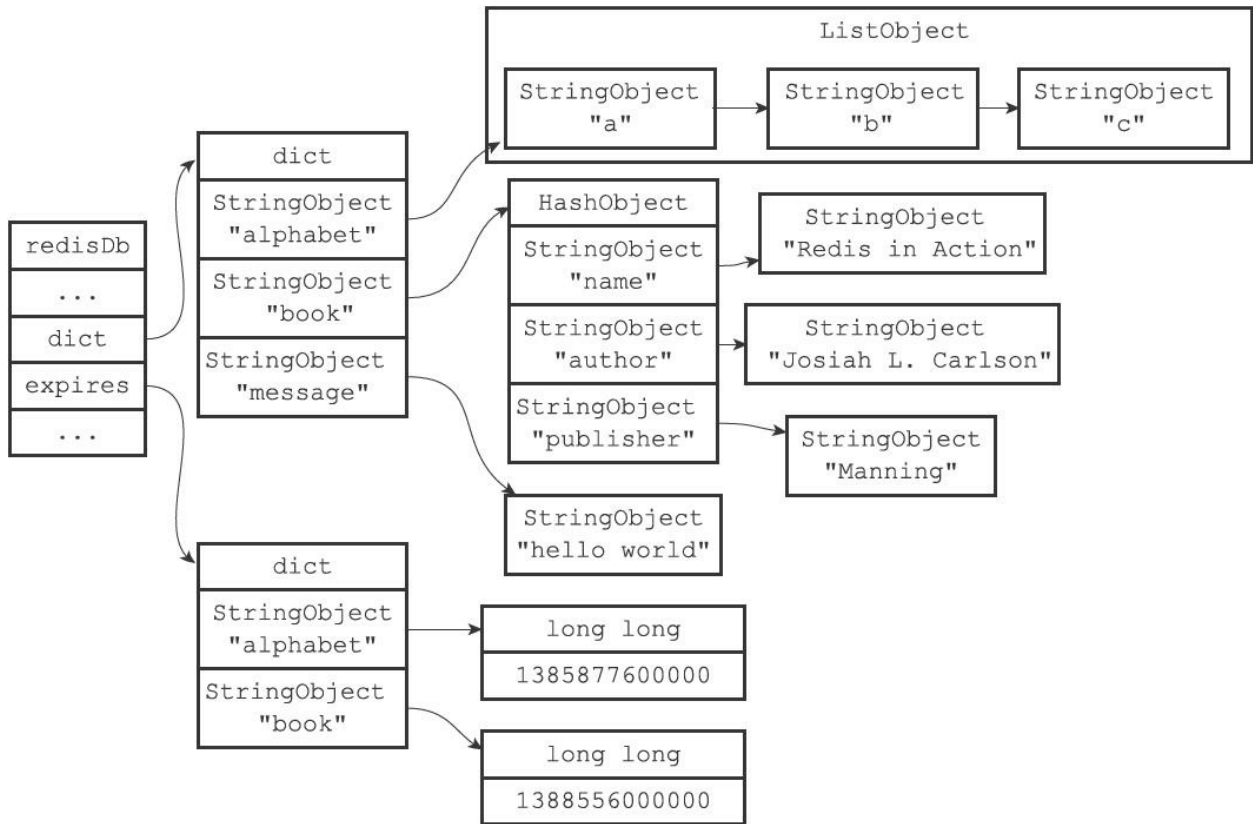 ListObject
StringObject
"a"
StringObject
"b"
StringObject
"c"
redisDb
...
dict
expires
...
dict
StringObject
"alphabet"
StringObject
"book"
StringObject
"message"
HashObject
StringObject
"name"
StringObject
"author"
StringObject
"publisher"
StringObject
"Redis in Action"
StringObject
"Josiah L. Carlson"
StringObject
"Manning"
StringObject
"hello world"
dict
StringObject
"alphabet"
StringObject
"book"
long long
1385877600000
long long
1388556000000